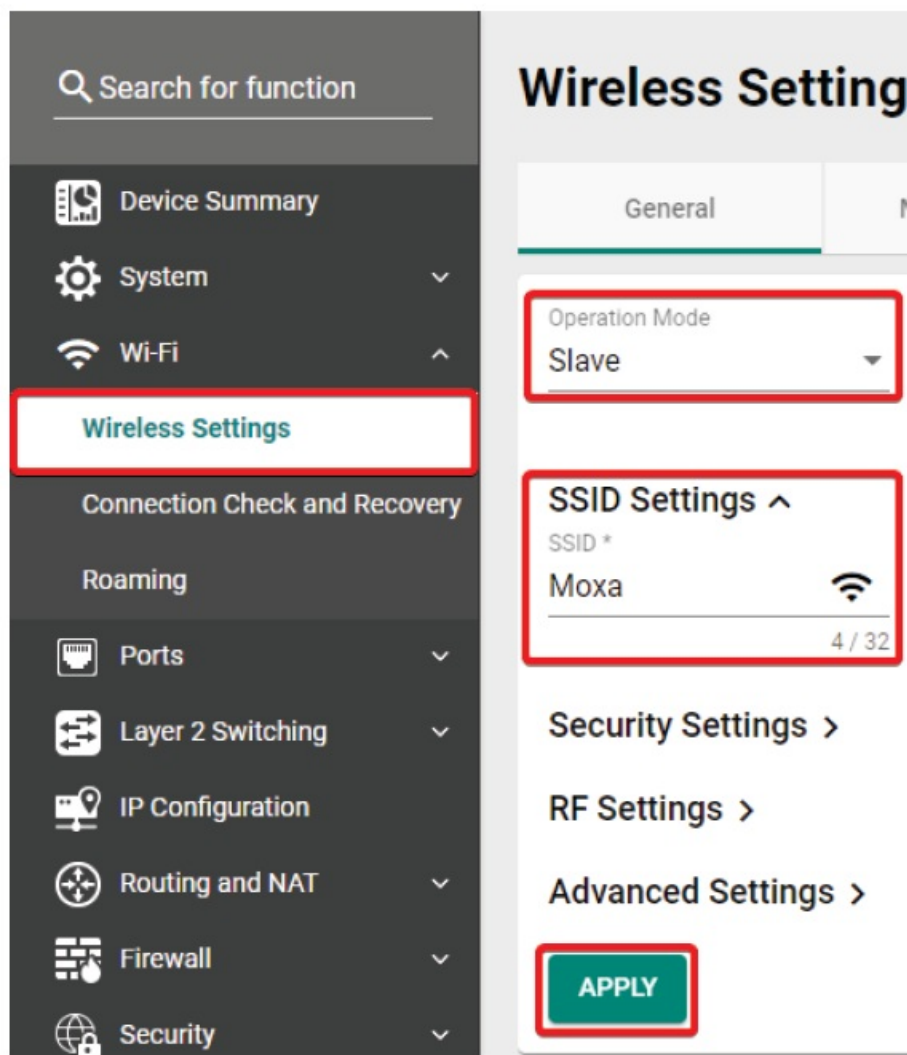 Search for function
Device Summary
System
Wi-Fi
Wireless Settings
Connection Check and Recovery
Roaming
Ports
Layer 2 Switching
IP Configuration
Routing and NAT
Firewall
Security
Wireless Setting
General
Operation Mode
Slave
SSID Settings
SSID *
Moxa
4 / 32
Security Settings
RF Settings
Advanced Settings
APPLY